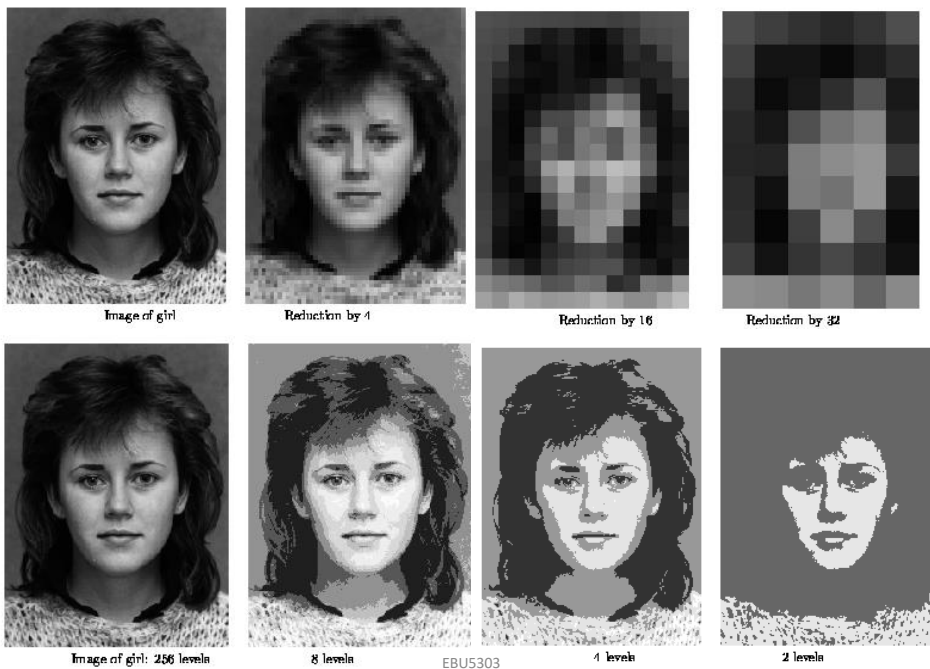 Image of girl
Reduction by 4
Reduction by 16
Reduction by 32
Image of girl: 256 levels
8 levels
4 levels
2 levels
EBU5303